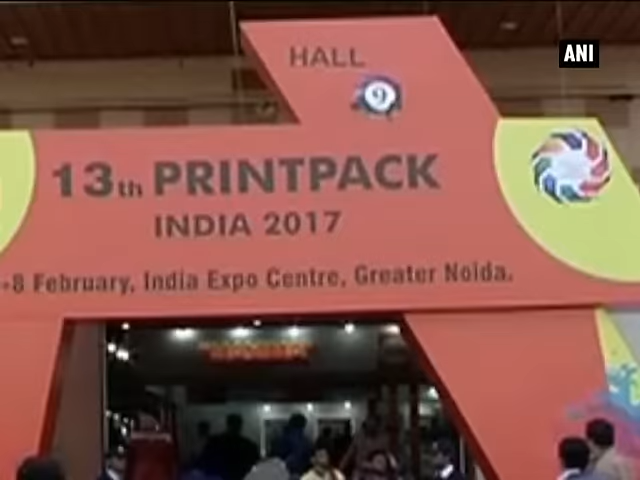 ANI
HALL
9
13th PRINTPACK
INDIA 2017
-8 February, India Expo Centre, Greater Noida.